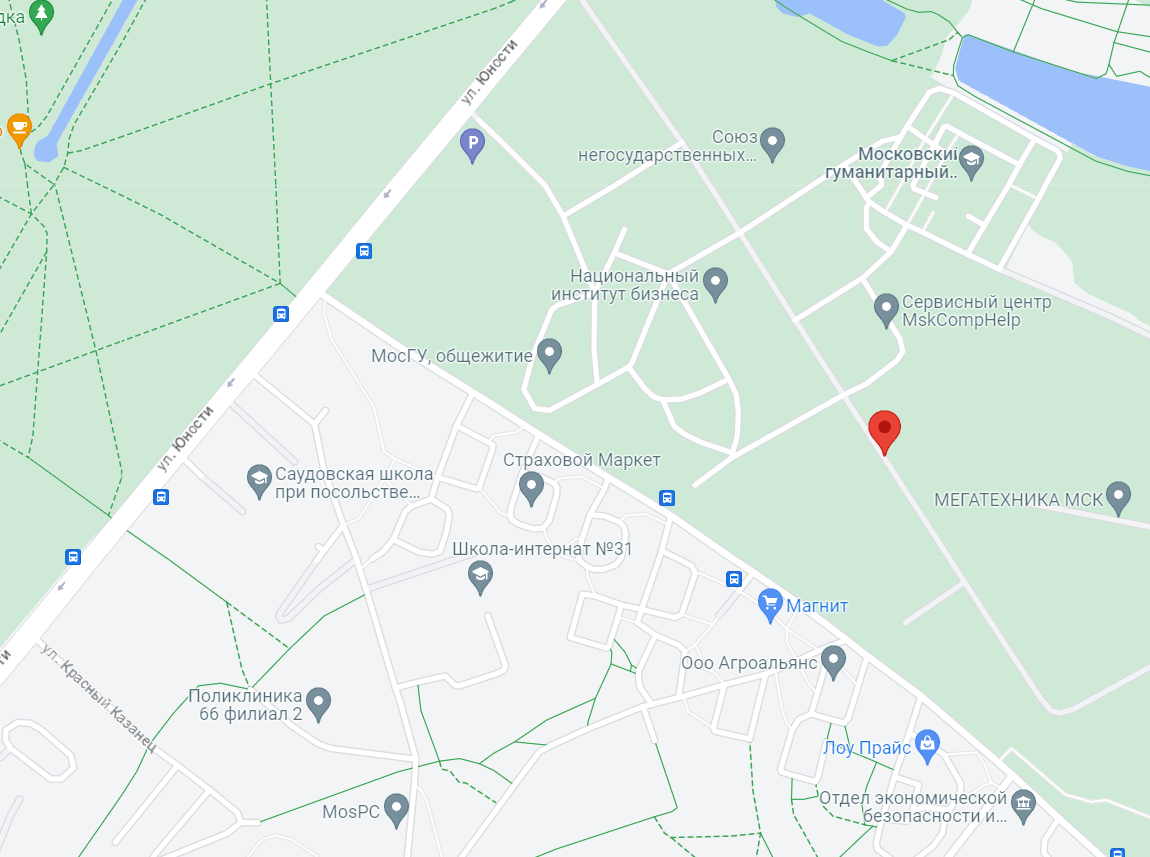 дка
ул. Юности
P
Союз
негосударственных...
Московский
гуманитарный..
Национальный
институт бизнеса
Сервисный центр
MskCompHelp
МосГУ, общежитие
ул. Юности
Страховой Маркет
Саудовская школа
при посольстве...
МЕГАТЕХНИКА МСК
Школа-интернат №31
Магнит
ти
ул. Красный Казанец
Ооо Агроальянс
Поликлиника
66 филиал 2
Лоу Прайс
MosPC
Отдел экономической
безопасности и...